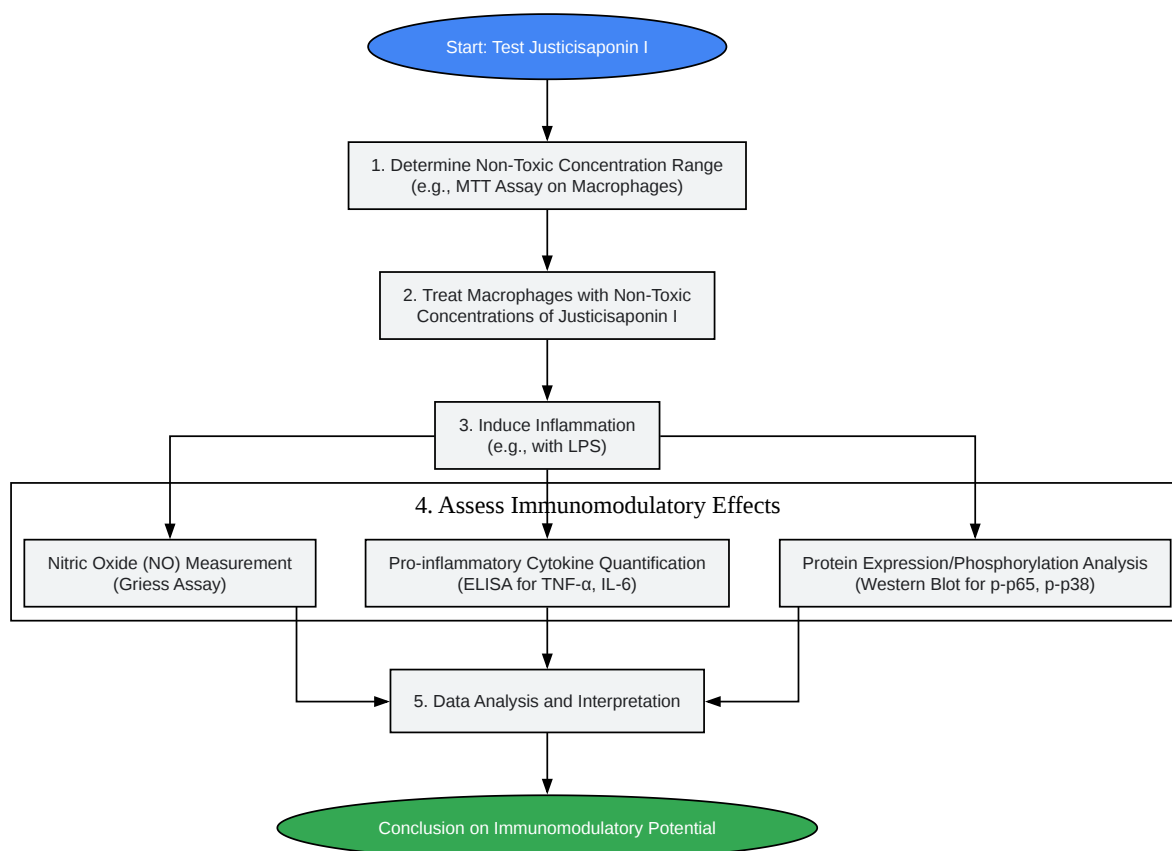 Start: Test Justicisaponin I
1. Determine Non-Toxic Concentration Range
(e.g., MTT Assay on Macrophages)
2. Treat Macrophages with Non-Toxic
Concentrations of Justicisaponin I
3. Induce Inflammation
(e.g., with LPS)
4. Assess Immunomodulatory Effects
Nitric Oxide (NO) Measurement
(Griess Assay)
Pro-inflammatory Cytokine Quantification
(ELISA for TNF-α, IL-6)
Protein Expression/Phosphorylation Analysis
(Western Blot for p-p65, p-p38)
5. Data Analysis and Interpretation
Conclusion on Immunomodulatory Potential